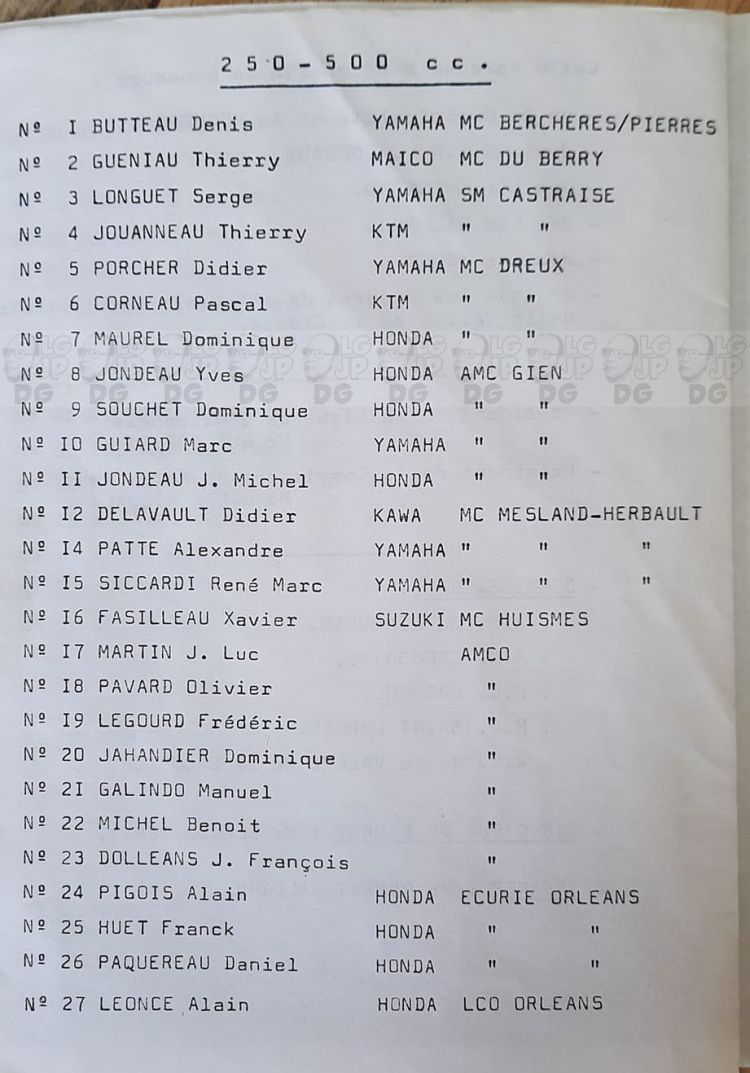 250-500 cc.
Nº 1 BUTTEAU Denis YAMAHA MC BERCHERES/PIERRES
Nº 2 GUENIAU Thierry MAICO MC DU BERRY
Nº 3 LONGUET Serge YAMAHA SM CASTRAISE
Nº 4 JOUANNEAU Thierry KTM " "
Nº 5 PORCHER Didier YAMAHA MC DREUX
Nº 6 CORNEAU Pascal KTM " "
Nº 7 MAUREL Dominique HONDA " "
Nº 8 JONDEAU Yves HONDA AMC GIEN
Nº 9 SOUCHET Dominique HONDA " "
Nº IO GUIARD Marc YAMAHA " "
Nº II JONDEAU J. Michel HONDA " "
Nº I2 DELAVAULT Didier KAWA MC MESLAND-HERBAULT
Nº I4 PATTE Alexandre YAMAHA " " "
Nº I5 SICCARDI René Marc YAMAHA " " "
Nº I6 FASILLEAU Xavier SUZUKI MC HUISMES
Nº I7 MARTIN J. Luc AMCO
Nº I8 PAVARD Olivier "
Nº I9 LEGOURD Frédéric "
Nº 20 JAHANDIER Dominique "
Nº 2I GALINDO Manuel "
Nº 22 MICHEL Benoit "
Nº 23 DOLLEANS J. François "
Nº 24 PIGOIS Alain HONDA ECURIE ORLEANS
Nº 25 HUET Franck HONDA " "
Nº 26 PAQUEREAU Daniel HONDA " "
Nº 27 LEONCE Alain HONDA LCO ORLEANS